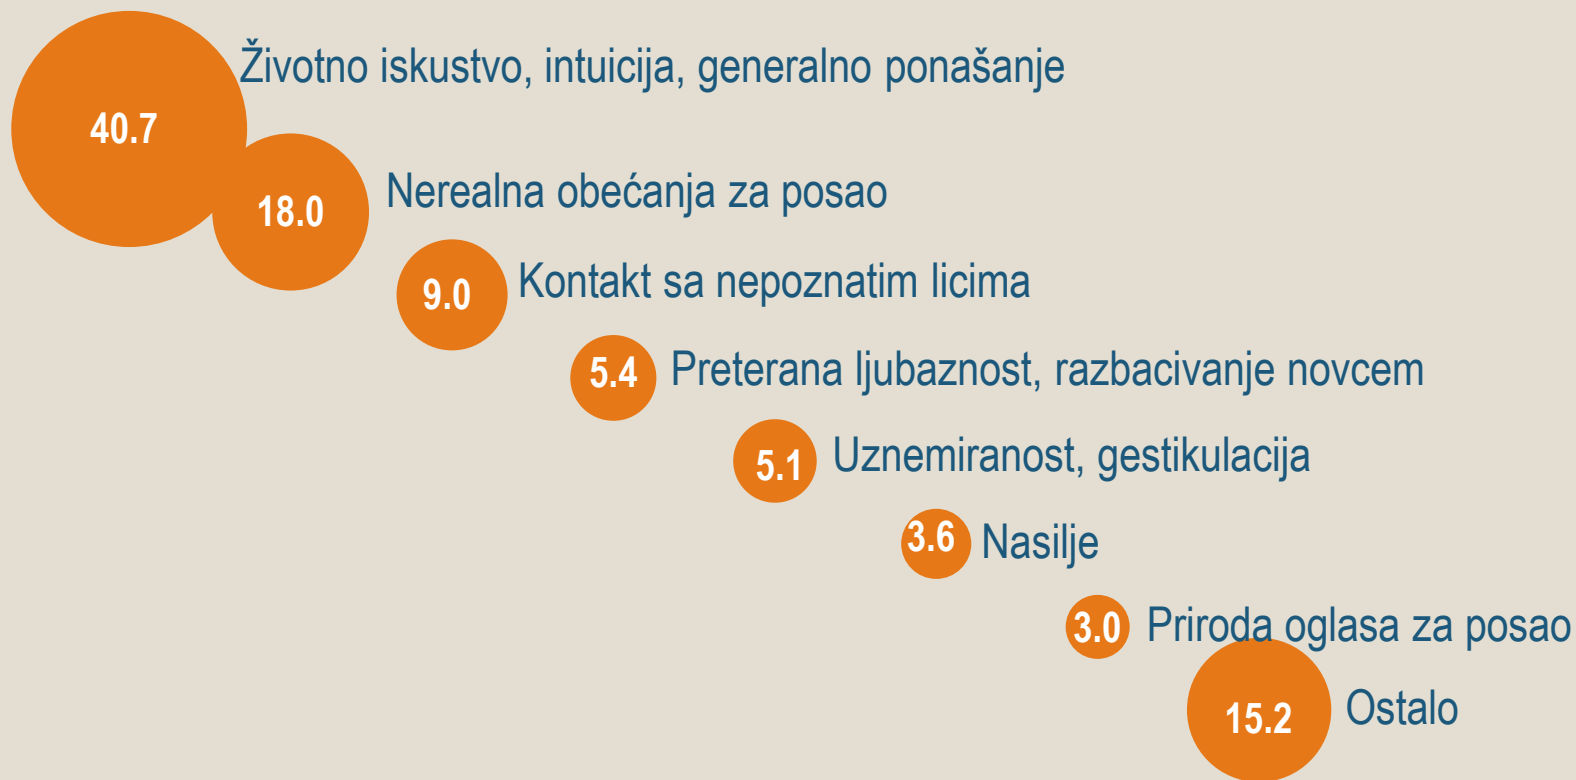 Životno iskustvo, intuicija, generalno ponašanje
40.7
Nerealna obećanja za posao
18.0
Kontakt sa nepoznatim licima
9.0
Preterana ljubaznost, razbacivanje novcem
5.4
Uznemiranost, gestikulacija
5.1
Nasilje
3.6
Priroda oglasa za posao
3.0
Ostalo
15.2